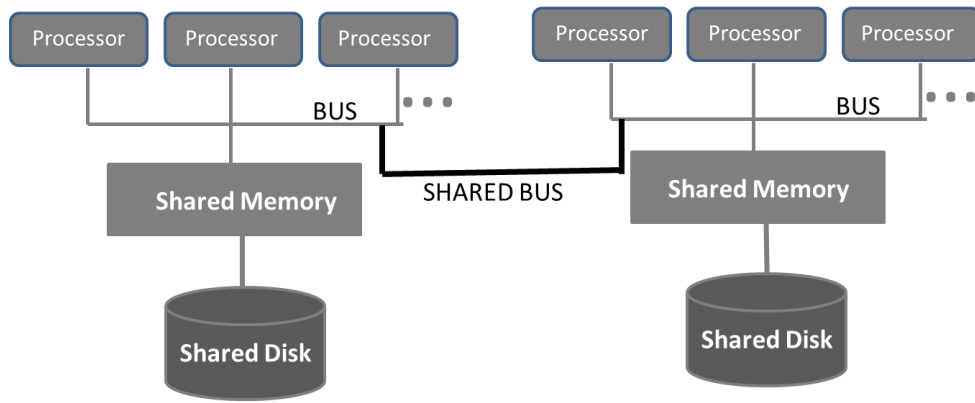 Processor
Processor
Processor
Processor
Processor
Processor
BUS
BUS
SHARED BUS
Shared Memory
Shared Memory
Shared Disk
Shared Disk